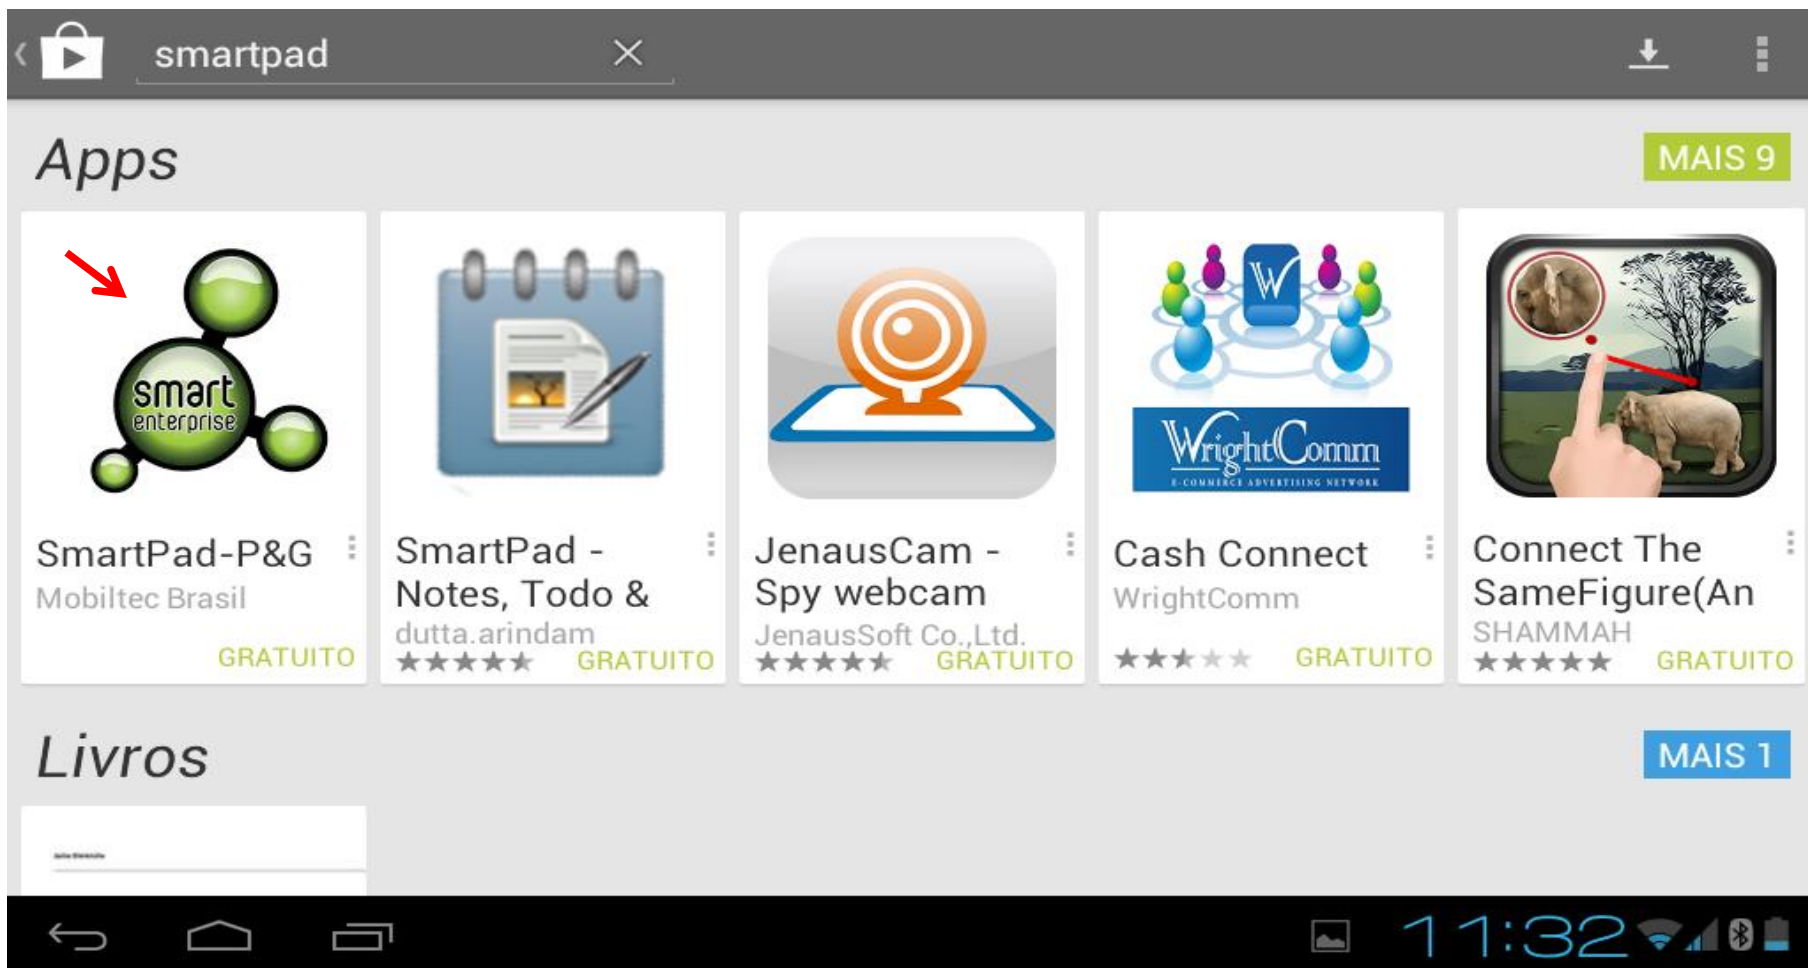 smartpad
Apps
MAIS 9
smart
enterprise
W
WrightComm
E-COMMERCE ADVERTISING NETWORK
SmartPad-P&G
Mobiltec Brasil
GRATUITO
SmartPad -
Notes, Todo &
dutta.arindam
GRATUITO
JenausCam -
Spy webcam
JenausSoft Co.,Ltd.
GRATUITO
Cash Connect
WrightComm
GRATUITO
Connect The
SameFigure(An
SHAMMAH
GRATUITO
Livros
MAIS 1
11:32